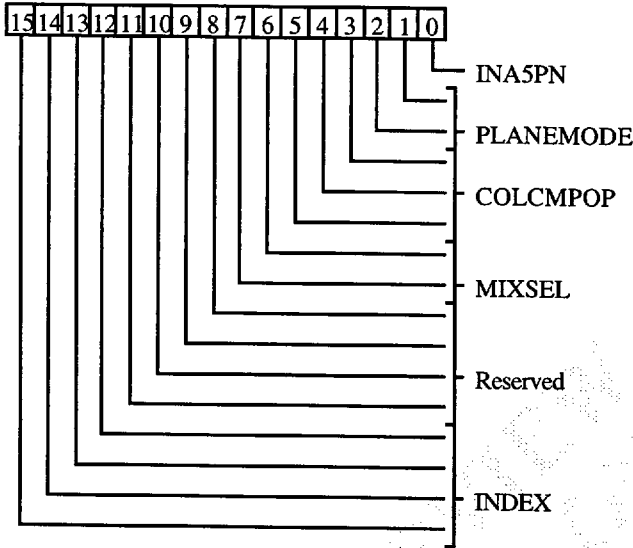 15 14 13 12 11 10 9 8 7 6 5 4 3 2 1 0
INA5PN
PLANEMODE
COLCMPOP
MIXSEL
Reserved
INDEX